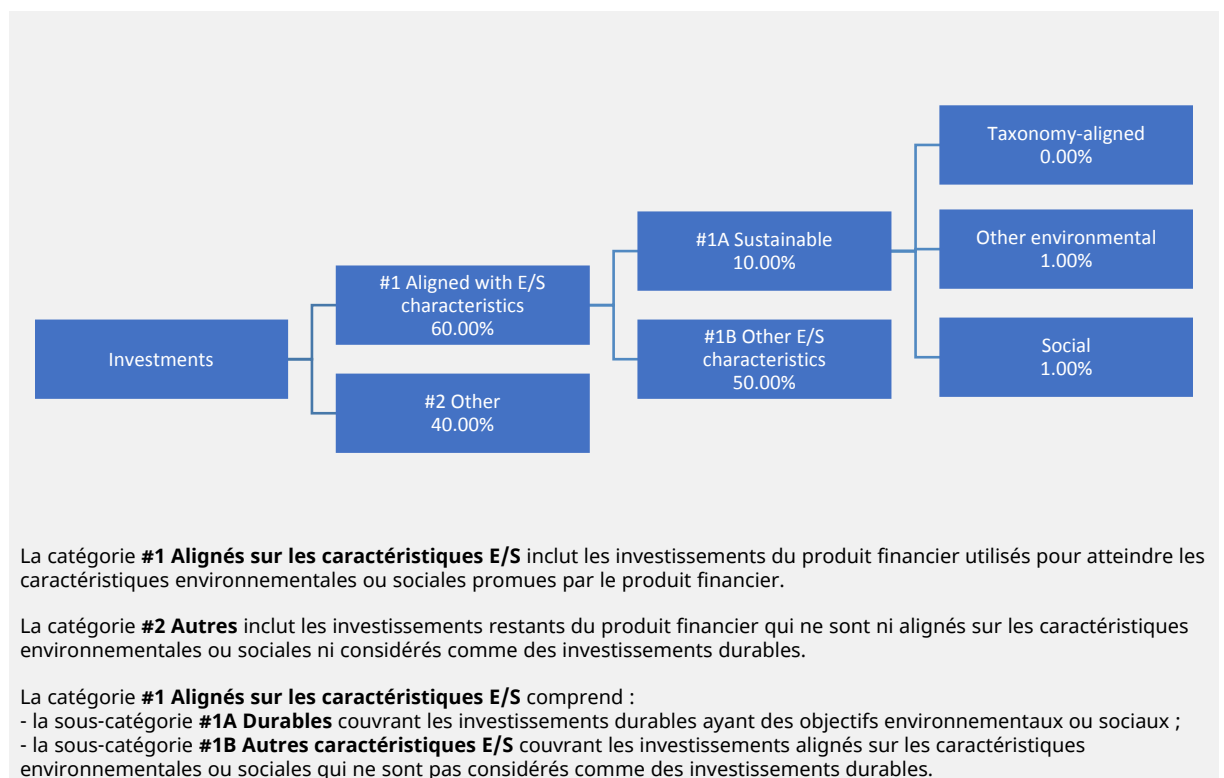 Investments
#1 Aligned with E/S
characteristics
60.00%
#2 Other
40.00%
#1A Sustainable
10.00%
#1B Other E/S
characteristics
50.00%
Taxonomy-aligned
0.00%
Other environmental
1.00%
Social
1.00%
La catégorie #1 Alignés sur les caractéristiques E/S inclut les investissements du produit financier utilisés pour atteindre les
caractéristiques environnementales ou sociales promues par le produit financier.
La catégorie #2 Autres inclut les investissements restants du produit financier qui ne sont ni alignés sur les caractéristiques
environnementales ou sociales ni considérés comme des investissements durables.
La catégorie #1 Alignés sur les caractéristiques E/S comprend :
- la sous-catégorie #1A Durables couvrant les investissements durables ayant des objectifs environnementaux ou sociaux ;
- la sous-catégorie #1B Autres caractéristiques E/S couvrant les investissements alignés sur les caractéristiques
environnementales ou sociales qui ne sont pas considérés comme des investissements durables.